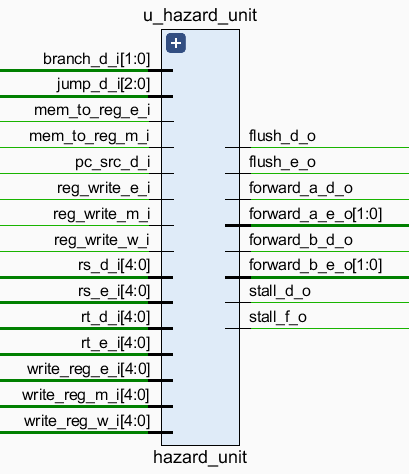 u_hazard_unit
branch_d_i[1:0]
jump_d_i[2:0]
mem_to_reg_e_i
mem_to_reg_m_i
pc_src_d_i
reg_write_e_i
reg_write_m_i
reg_write_w_i
rs_d_i[4:0]
rs_e_i[4:0]
rt_d_i[4:0]
rt_e_i[4:0]
write_reg_e_i[4:0]
write_reg_m_i[4:0]
write_reg_w_i[4:0]
flush_d_o
flush_e_o
forward_a_d_o
forward_a_e_o[1:0]
forward_b_d_o
forward_b_e_o[1:0]
stall_d_o
stall_f_o
hazard_unit